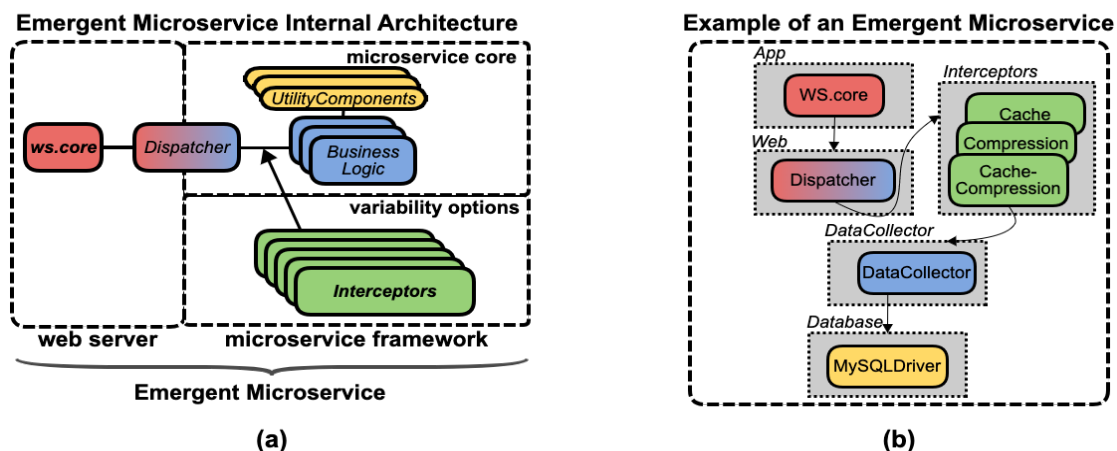 Emergent Microservice Internal Architecture
microservice core
UtilityComponents
ws.core
Dispatcher
Business
Logic
variability options
Interceptors
web server
microservice framework
Emergent Microservice
(a)
Example of an Emergent Microservice
App
WS.core
Interceptors
Cache
Compression
Cache-
Compression
Web
Dispatcher
DataCollector
DataCollector
Database
MySQLDriver
(b)